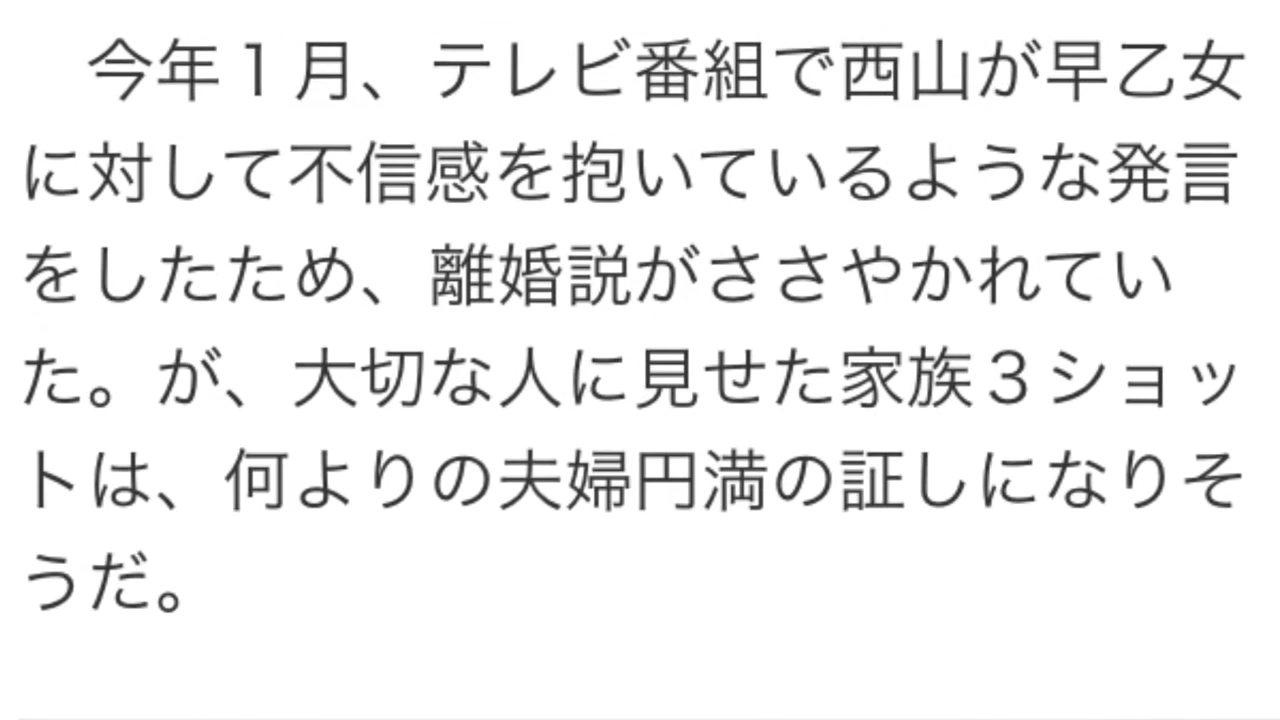 今年１月、テレビ番組で西山が早乙女
に対して不信感を抱いているような発言
をしたため、離婚説がささやかれてい
た。が、大切な人に見せた家族３ショッ
トは、何よりの夫婦円満の証しになりそ
うだ。